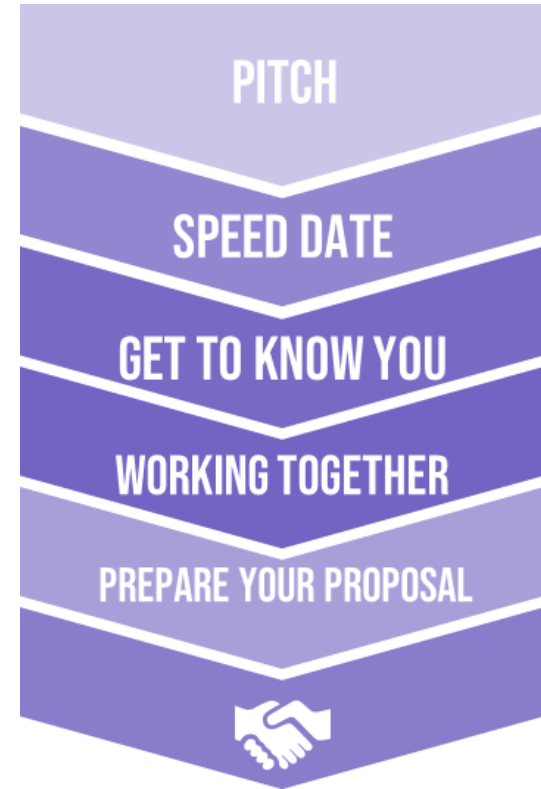 PITCH
SPEED DATE
GET TO KNOW YOU
WORKING TOGETHER
PREPARE YOUR PROPOSAL